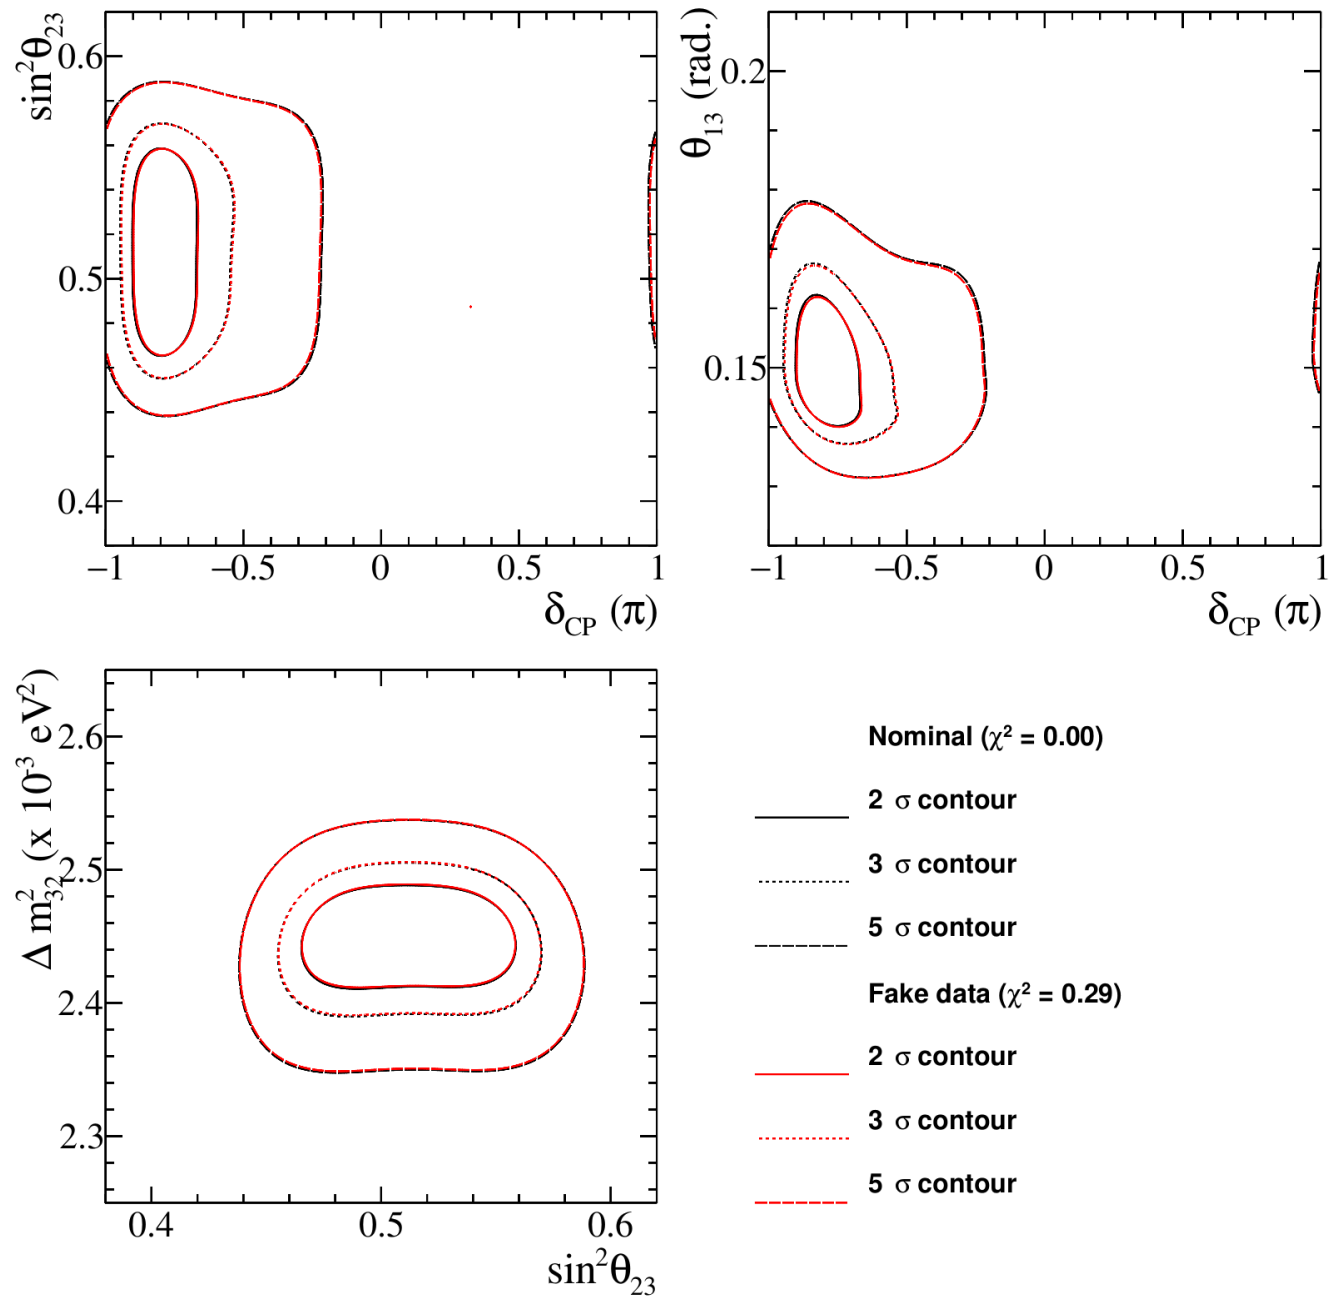 sin²θ₂₃
0.6
0.5
0.4
−1 −0.5 0 0.5 1
δ_CP (π)
θ₁₃ (rad.)
0.2
0.15
−1 −0.5 0 0.5 1
δ_CP (π)
Δ m²₃₂ (x 10⁻³ eV²)
2.6
2.5
2.4
2.3
0.4 0.5 0.6
sin²θ₂₃
Nominal (χ² = 0.00)
2 σ contour
3 σ contour
5 σ contour
Fake data (χ² = 0.29)
2 σ contour
3 σ contour
5 σ contour